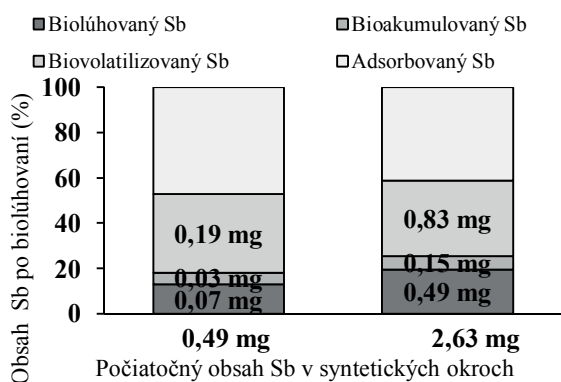 Biolúhovaný Sb
Bioakumulovaný Sb
Biovolatilizovaný Sb
Adsorbovaný Sb
Obsah Sb po biolúhovaní (%)
100
80
60
40
20
0
0,19 mg
0,03 mg
0,07 mg
0,83 mg
0,15 mg
0,49 mg
0,49 mg
2,63 mg
Počiatočný obsah Sb v syntetických okroch